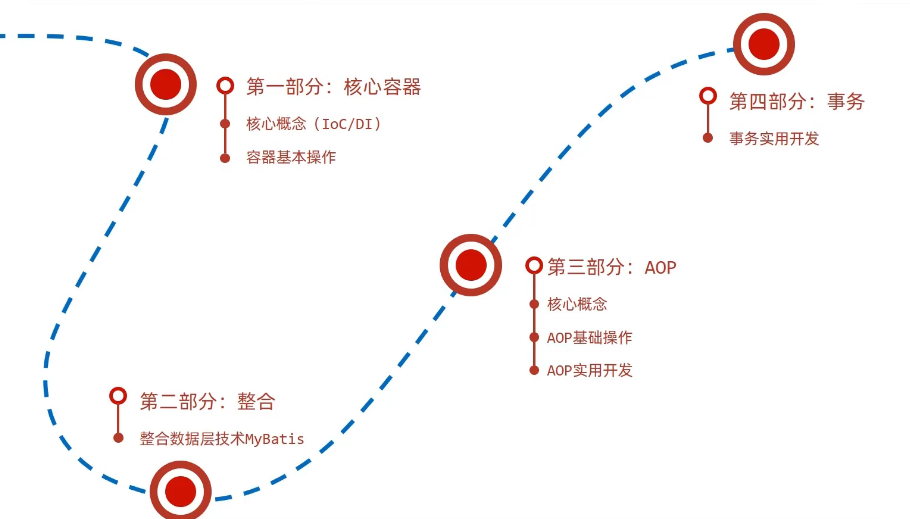 第一部分：核心容器
核心概念（IoC/DI）
容器基本操作
第二部分：整合
整合数据层技术MyBatis
第三部分：AOP
核心概念
AOP基础操作
AOP实用开发
第四部分：事务
事务实用开发